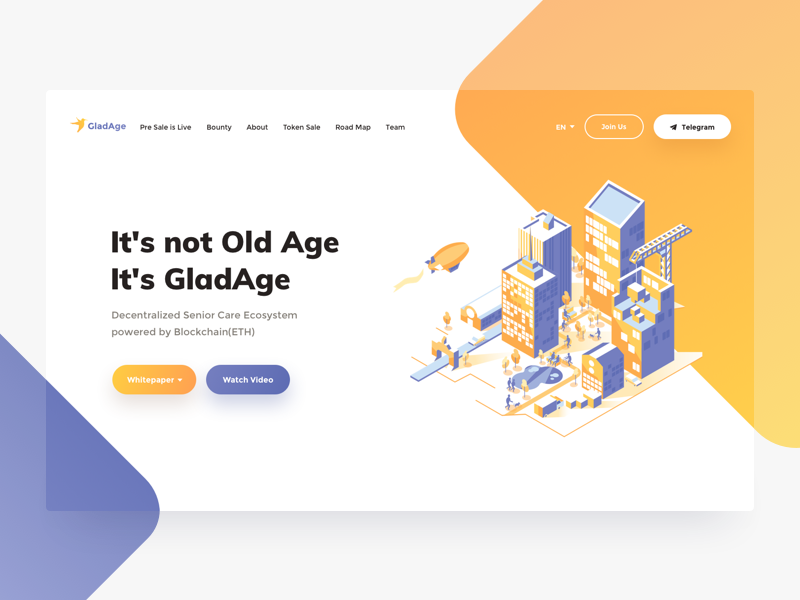 GladAge
Pre Sale is Live
Bounty
About
Token Sale
Road Map
Team
EN
Join Us
Telegram
It's not Old Age
It's GladAge
Decentralized Senior Care Ecosystem
powered by Blockchain(ETH)
Whitepaper
Watch Video